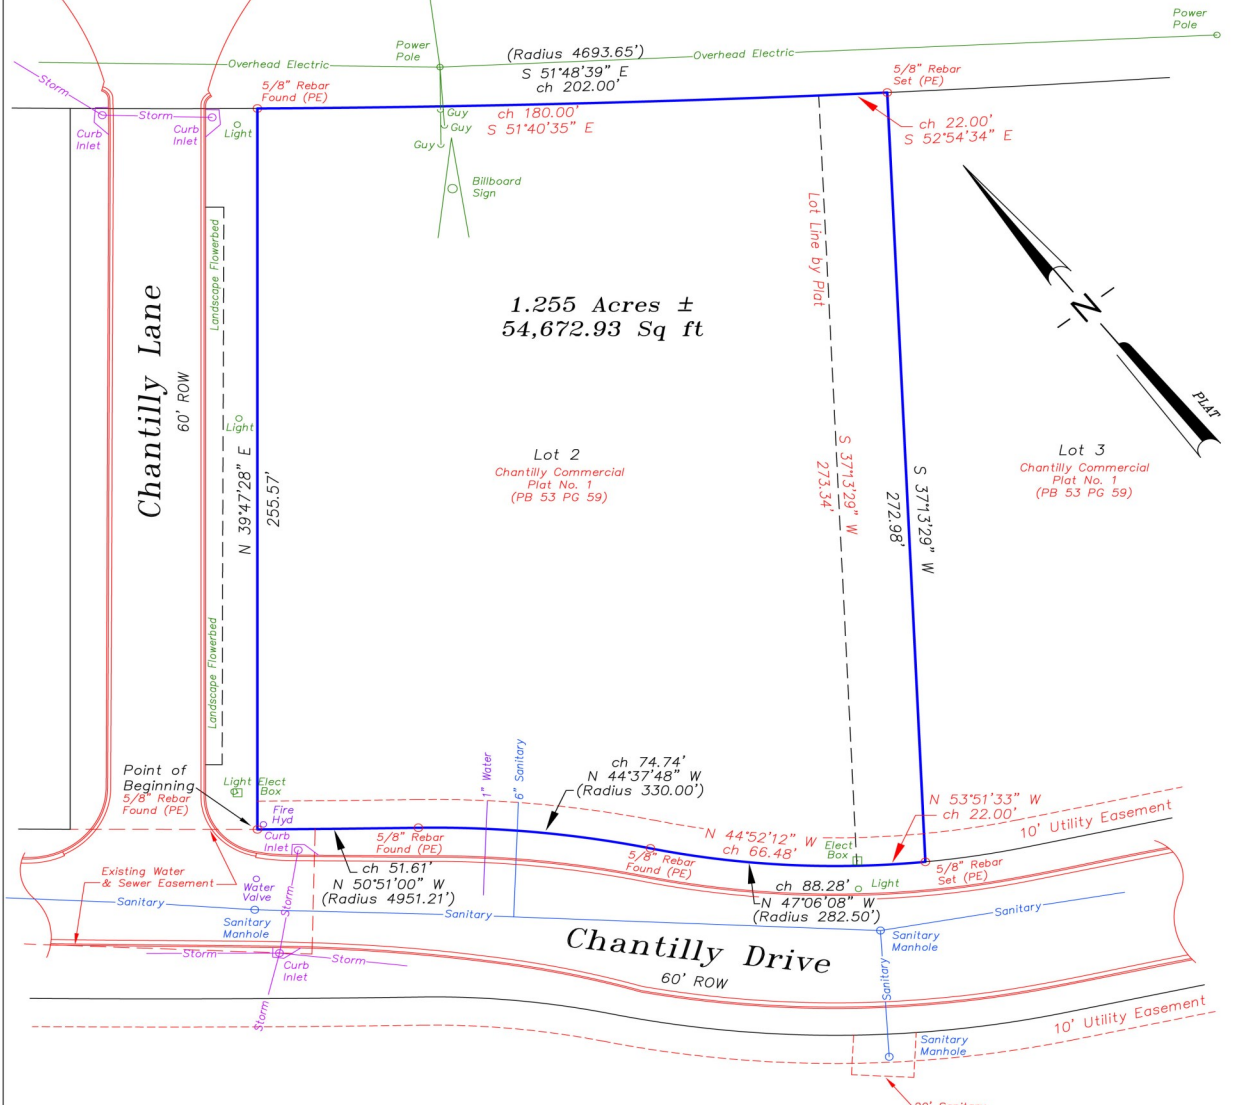 Power
Pole
(Radius 4693.65')
Overhead Electric
Overhead Electric
Power
Pole
S 51°48'39" E
ch 202.00'
5/8" Rebar
Set (PE)
Storm
5/8" Rebar
Found (PE)
Storm
Curb
Inlet
Curb
Inlet
Light
Guy
Guy
Guy
ch 180.00'
S 51°40'35" E
ch 22.00'
S 52°54'34" E
Billboard
Sign
Landscape Flowerbed
Lot Line by Plat
N
PLAT
Chantilly Lane
60' ROW
1.255 Acres ±
54,672.93 Sq ft
Light
N 39°47'28" E
255.57'
Lot 2
Chantilly Commercial
Plat No. 1
(PB 53 PG 59)
S 37°13'29" W
273.34'
S 37°13'29" W
272.98'
Lot 3
Chantilly Commercial
Plat No. 1
(PB 53 PG 59)
Landscape Flowerbed
Point of
Beginning
5/8" Rebar
Found (PE)
Light
Elect
Box
Fire
Hyd
Curb
Inlet
1" Water
6" Sanitary
ch 74.74'
N 44°37'48" W
(Radius 330.00')
5/8" Rebar
Found (PE)
5/8" Rebar
Found (PE)
N 44°52'12" W
ch 66.48'
Elect
Box
N 53°51'33" W
ch 22.00'
10' Utility Easement
5/8" Rebar
Set (PE)
Existing Water
& Sewer Easement
Water
Valve
Storm
ch 51.61'
N 50°51'00" W
(Radius 4951.21')
ch 88.28'
N 47°06'08" W
(Radius 282.50')
Light
Sanitary
Sanitary
Manhole
Sanitary
Sanitary
Sanitary
Manhole
Chantilly Drive
60' ROW
Storm
Curb
Inlet
Storm
Storm
Sanitary
10' Utility Easement
Sanitary
Manhole